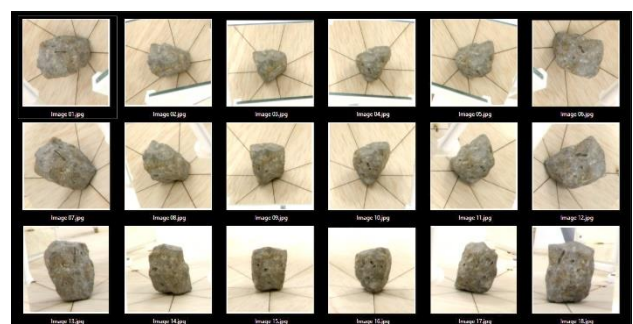 Image 01.jpg
Image 02.jpg
Image 03.jpg
Image 04.jpg
Image 05.jpg
Image 06.jpg
Image 07.jpg
Image 08.jpg
Image 09.jpg
Image 10.jpg
Image 11.jpg
Image 12.jpg
Image 13.jpg
Image 14.jpg
Image 15.jpg
Image 16.jpg
Image 17.jpg
Image 18.jpg